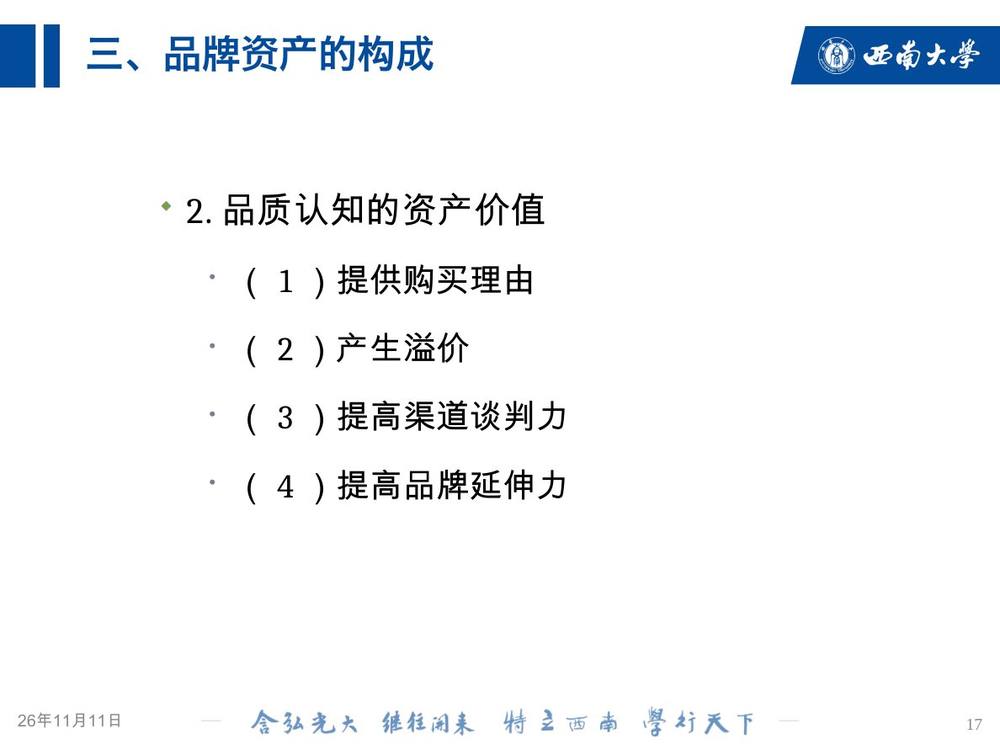 三、品牌资产的构成
西南大学
2. 品质认知的资产价值
（ 1 ）提供购买理由
（ 2 ）产生溢价
（ 3 ）提高渠道谈判力
（ 4 ）提高品牌延伸力
26年11月11日
含弘光大 继往开来 特立西南 學行天下
17